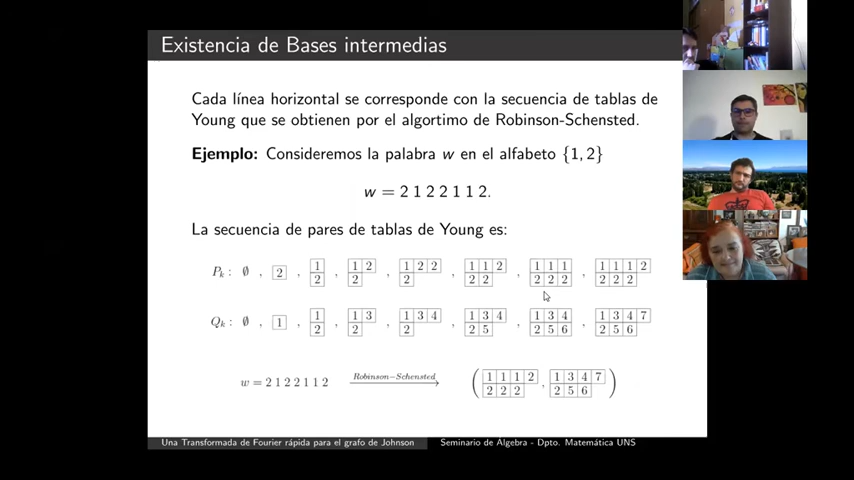 Existencia de Bases intermedias
Cada línea horizontal se corresponde con la secuencia de tablas de
Young que se obtienen por el algortimo de Robinson-Schensted.
Ejemplo: Consideremos la palabra w en el alfabeto {1, 2}
w = 2 1 2 2 1 1 2.
La secuencia de pares de tablas de Young es:
P_k : ∅ , 2 , 1 , 1 2 , 1 2 2 , 1 1 2 , 1 1 1 , 1 1 1 2
2 2 2 2 2 2 2 2 2 2 2
Q_k : ∅ , 1 , 1 , 1 3 , 1 3 4 , 1 3 4 , 1 3 4 , 1 3 4 7
2 2 2 2 5 2 5 6 2 5 6
w = 2 1 2 2 1 1 2 Robinson−Schensted ( 1 1 1 2 , 1 3 4 7 )
2 2 2 2 5 6
Una Transformada de Fourier rápida para el grafo de Johnson Seminario de Álgebra - Dpto. Matemática UNS